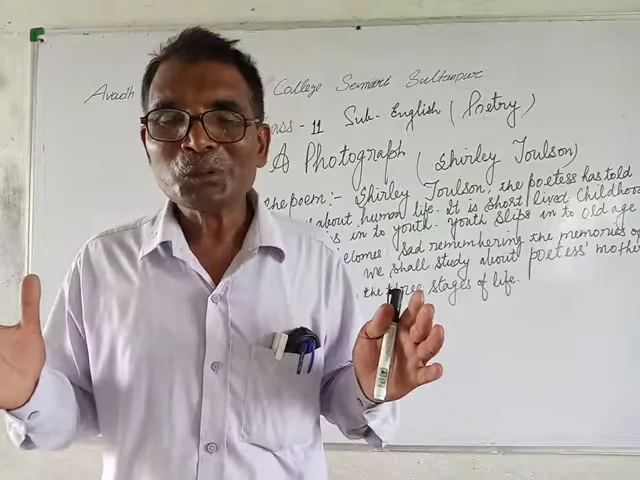 Avadh College Semari Sultanpur
ass - 11 Sub- English ( Poetry )
A Photograph ( Shirley Toulson )
the poem :- Shirley Toulson: the poetess has told
about human life. It is short lived Childhood
s in to youth. youth slips in to old age
elomes sad remembering the memories of
we shall study about poetess' mother
the three stages of life.